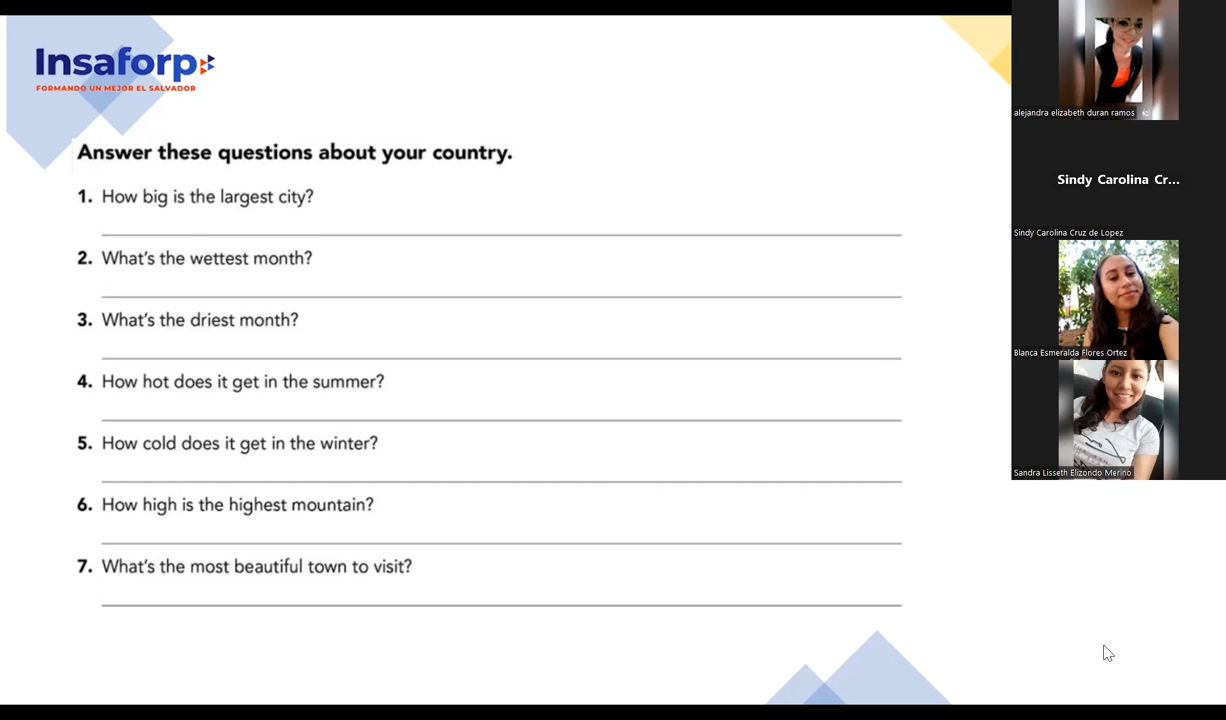 Insaforp
FORMANDO UN MEJOR EL SALVADOR
Answer these questions about your country.
1. How big is the largest city?
2. What's the wettest month?
3. What's the driest month?
4. How hot does it get in the summer?
5. How cold does it get in the winter?
6. How high is the highest mountain?
7. What's the most beautiful town to visit?
alejandra elizabeth duran ramos
Sindy Carolina Cr...
Sindy Carolina Cruz de Lopez
Blanca Esmeralda Flores Ortez
Sandra Lisseth Elizondo Merino